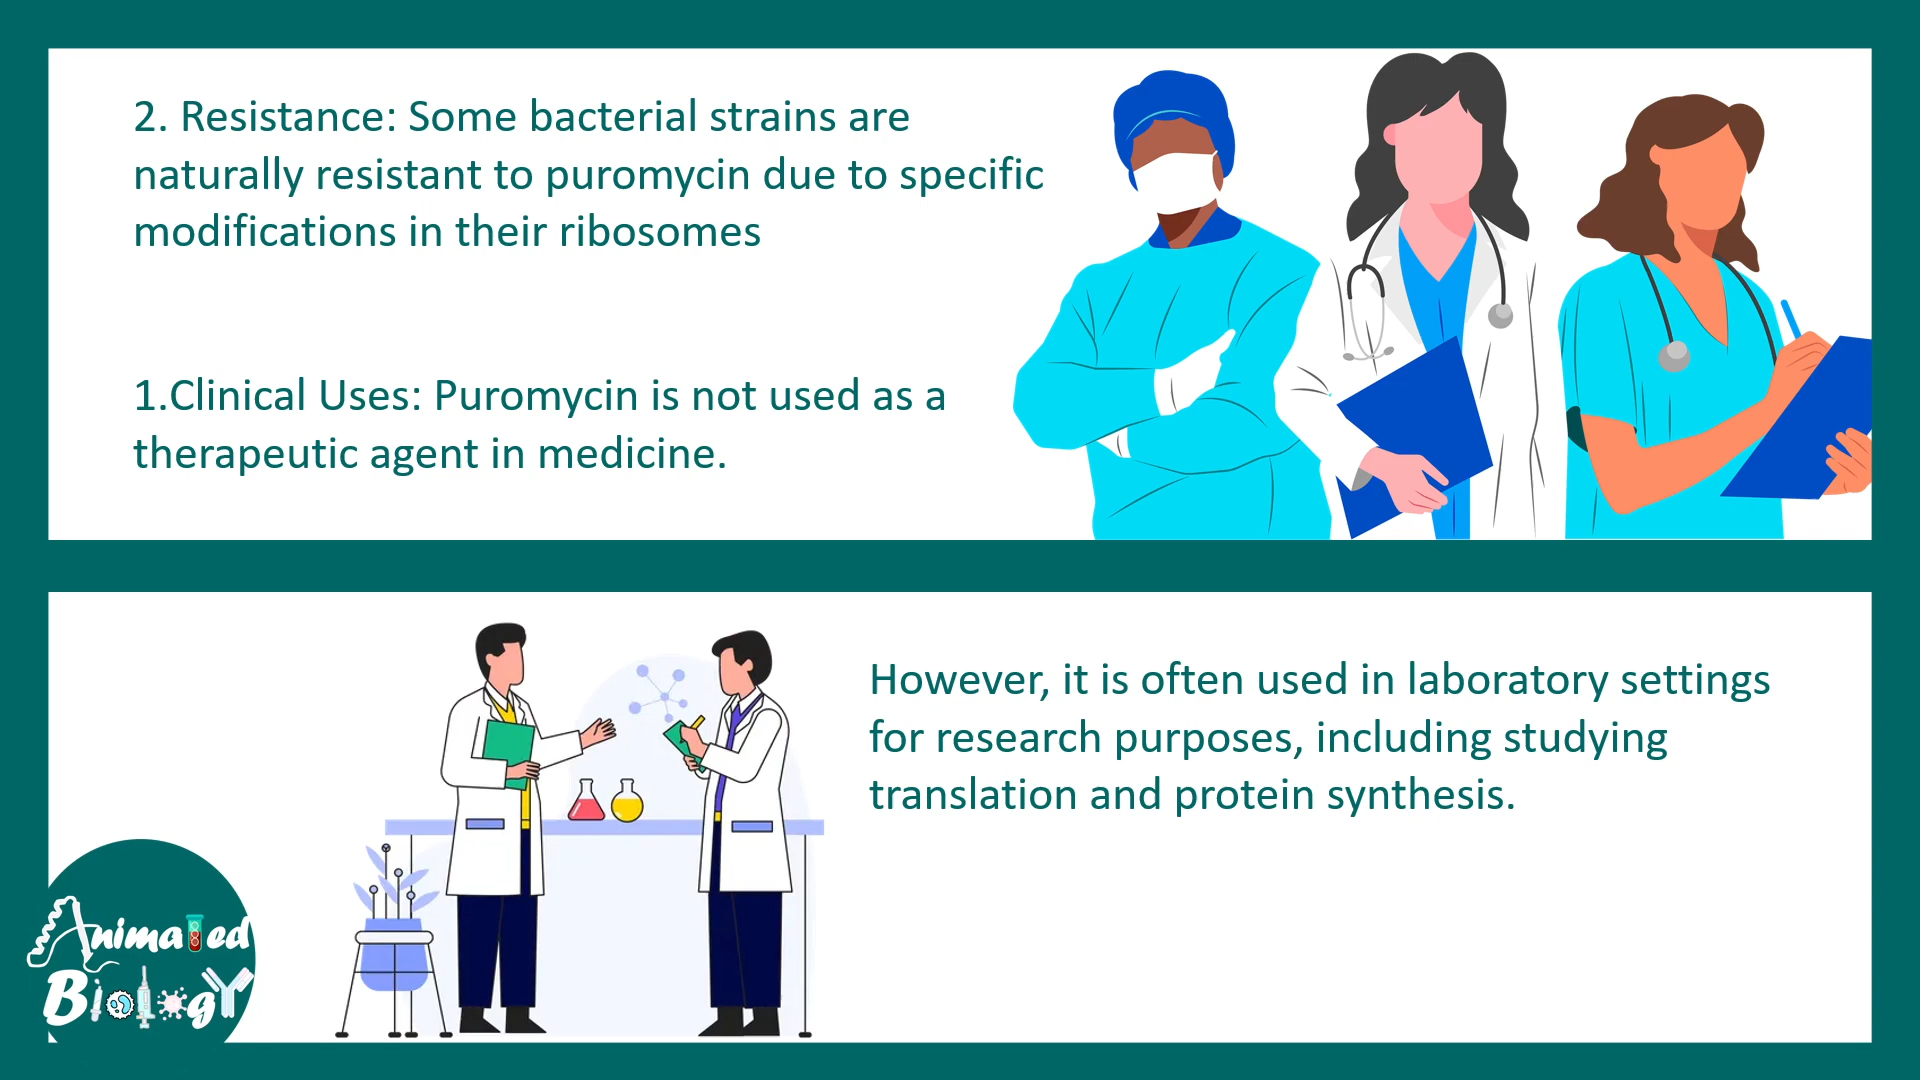 2. Resistance: Some bacterial strains are
naturally resistant to puromycin due to specific
modifications in their ribosomes
1.Clinical Uses: Puromycin is not used as a
therapeutic agent in medicine.
However, it is often used in laboratory settings
for research purposes, including studying
translation and protein synthesis.
Animated
Biology